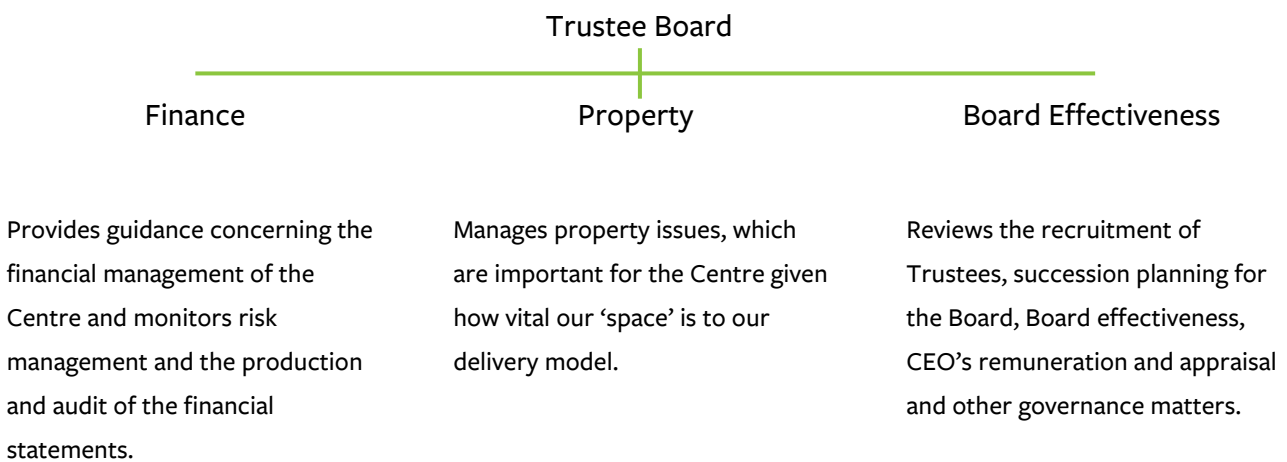 Trustee Board
Finance
Property
Board Effectiveness
Provides guidance concerning the
financial management of the
Centre and monitors risk
management and the production
and audit of the financial
statements.
Manages property issues, which
are important for the Centre given
how vital our ‘space’ is to our
delivery model.
Reviews the recruitment of
Trustees, succession planning for
the Board, Board effectiveness,
CEO’s remuneration and appraisal
and other governance matters.